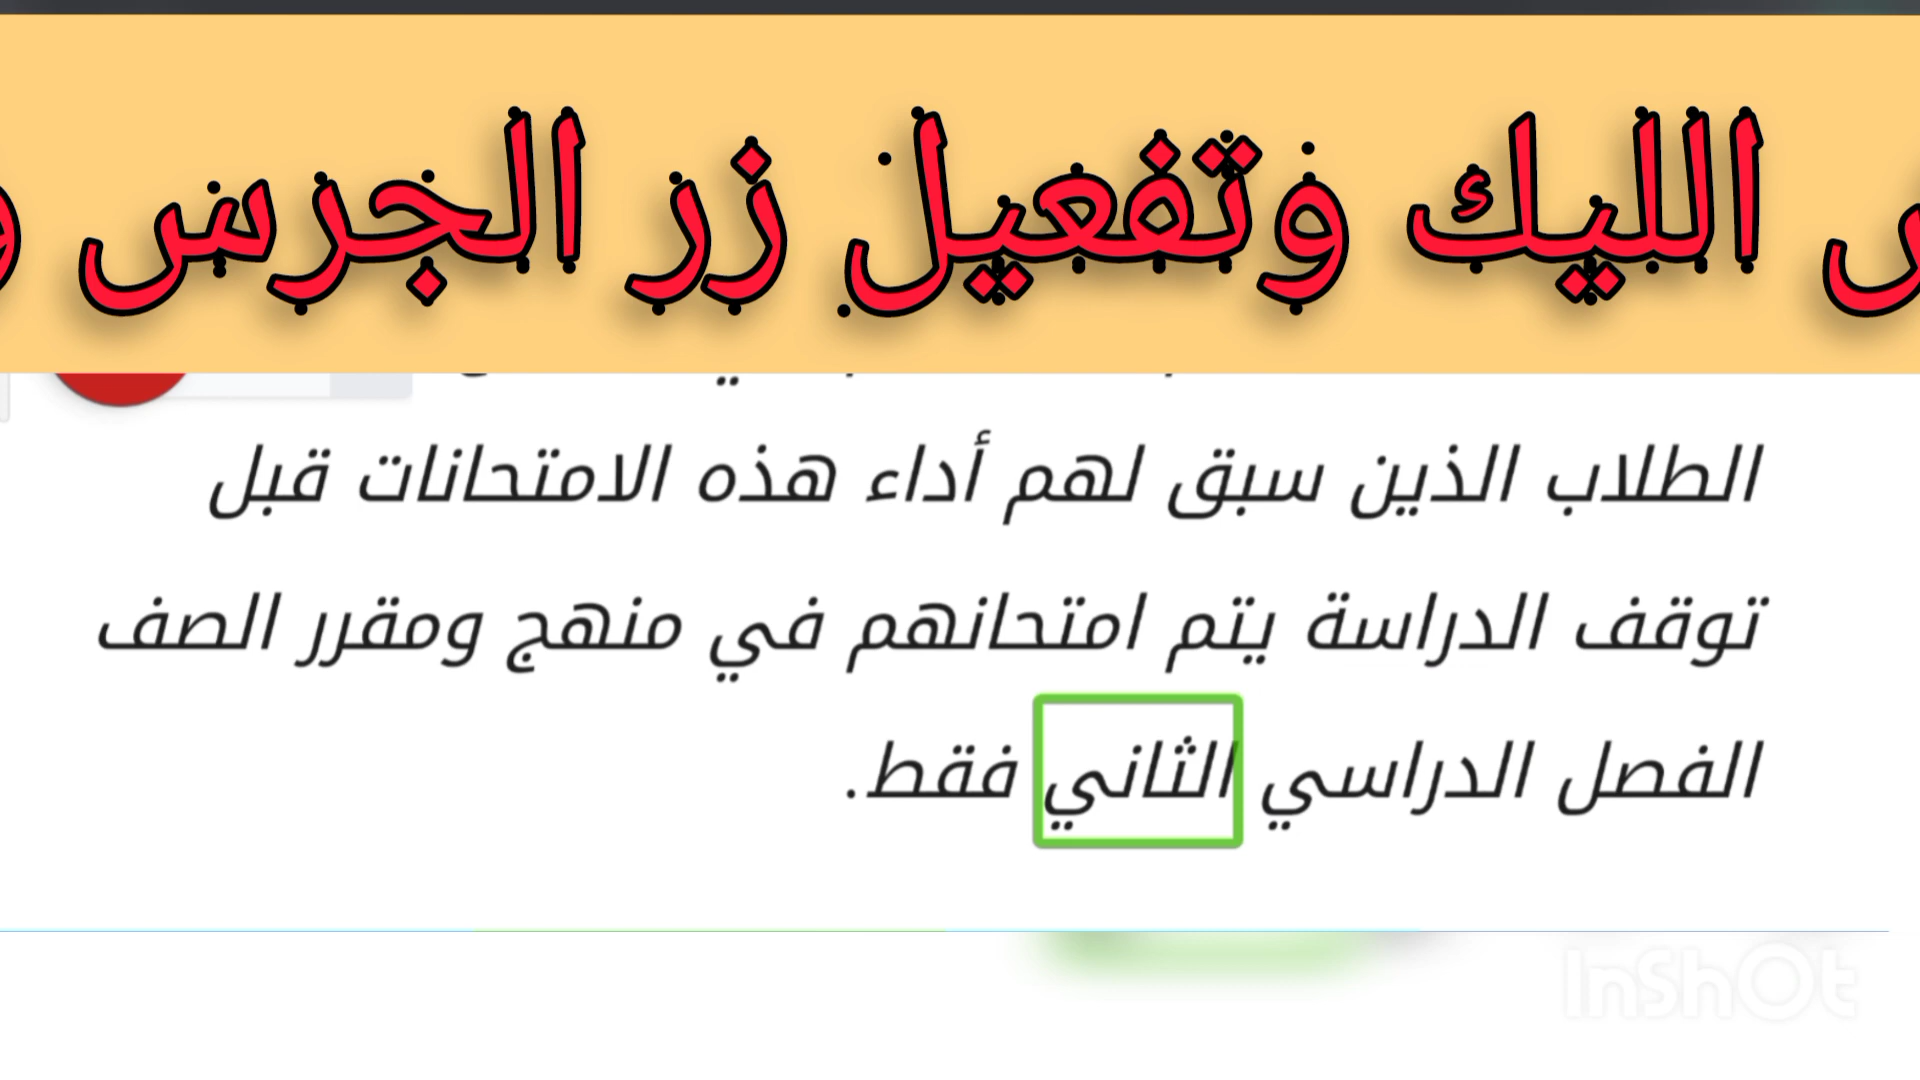 الليك وتفعيل زر الجرس
الطلاب الذين سبق لهم أداء هذه الامتحانات قبل
توقف الدراسة يتم امتحانهم في منهج ومقرر الصف
الفصل الدراسي الثاني فقط.
InShOt